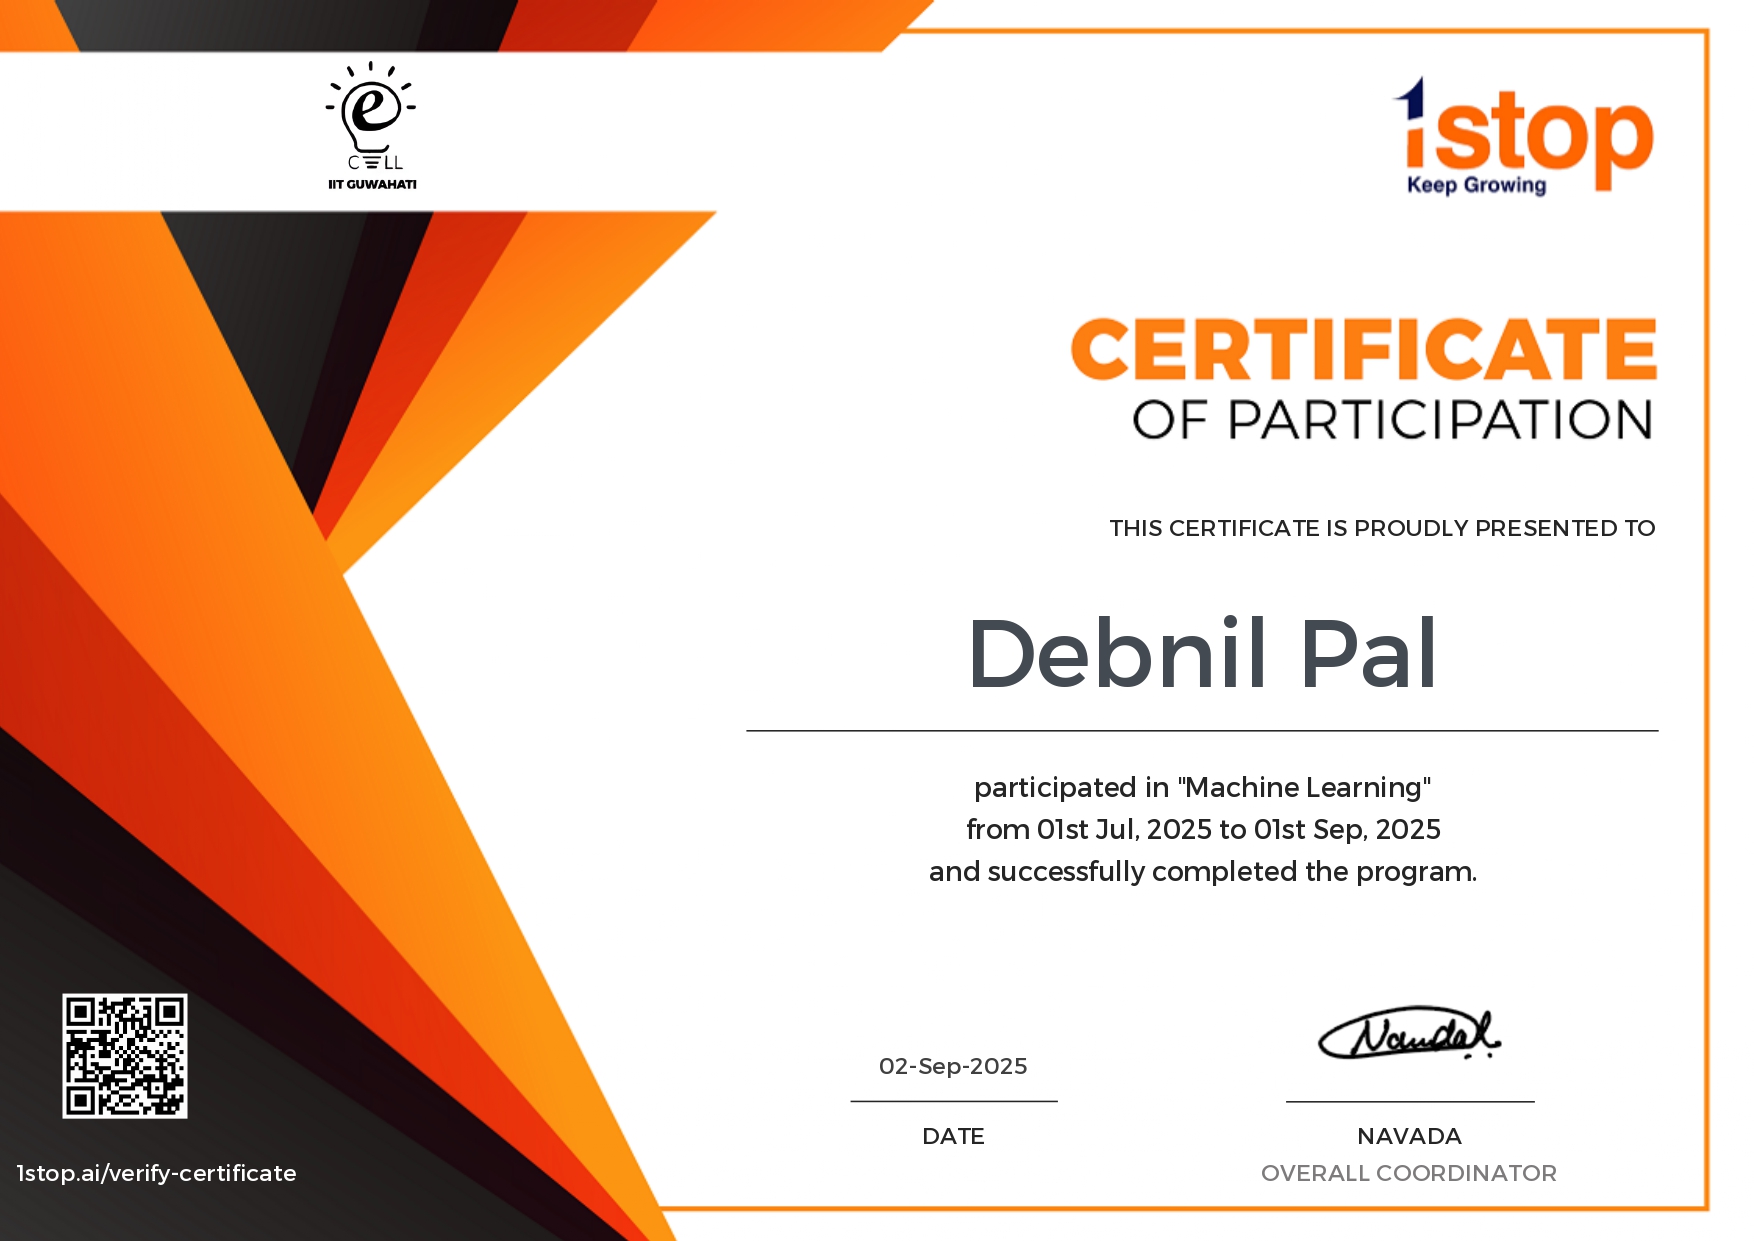 e
CELL
IIT GUWAHATI
1stop
Keep Growing
CERTIFICATE
OF PARTICIPATION
THIS CERTIFICATE IS PROUDLY PRESENTED TO
Debnil Pal
participated in "Machine Learning"
from 01st Jul, 2025 to 01st Sep, 2025
and successfully completed the program.
02-Sep-2025
DATE
NAVADA
OVERALL COORDINATOR
1stop.ai/verify-certificate